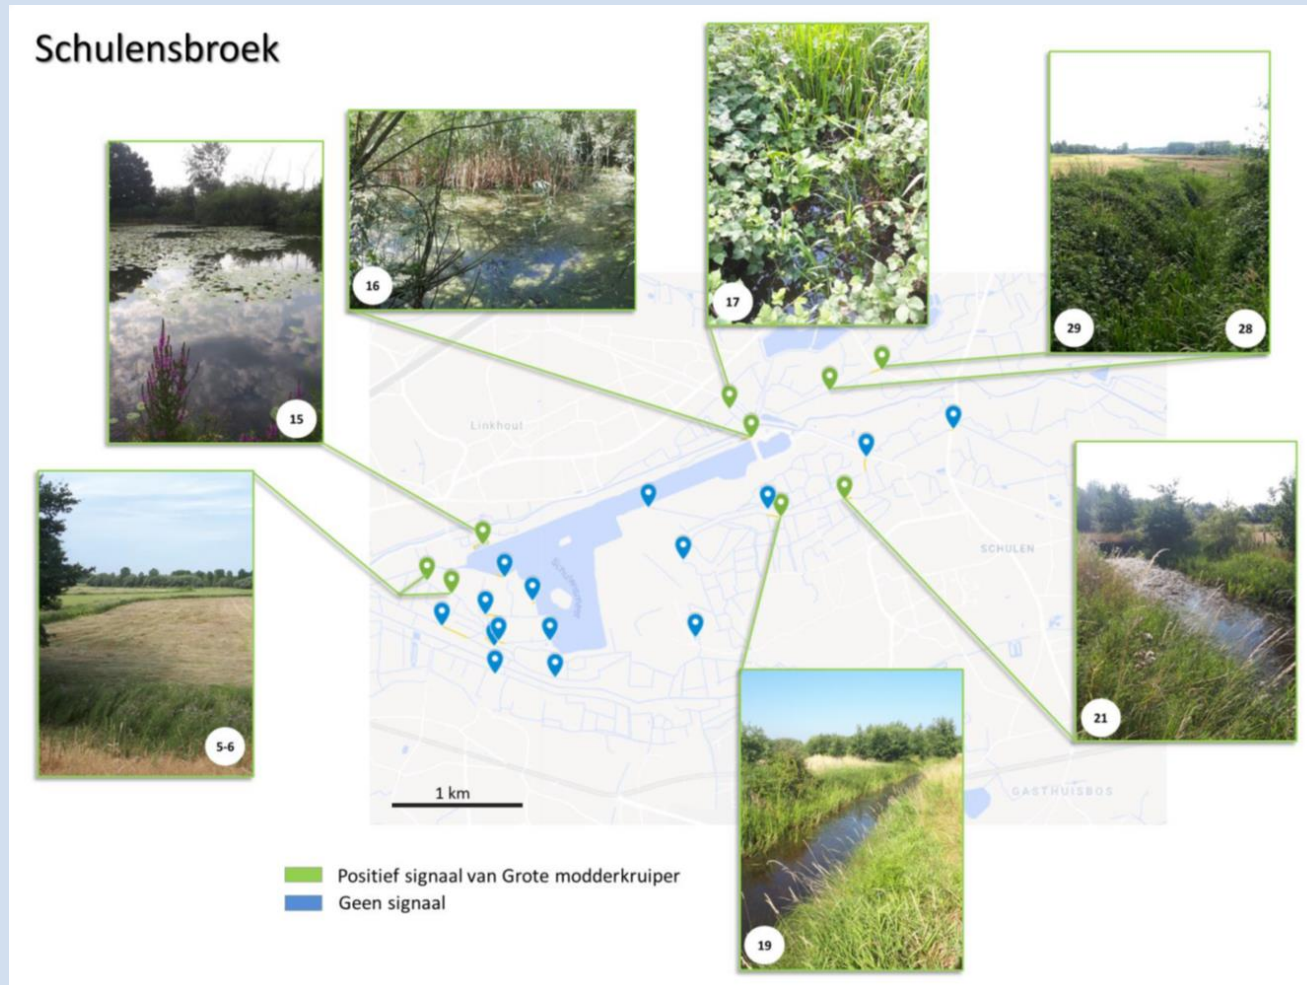 Schulensbroek
16
17
29
28
15
Linkhout
Schulensmeer
SCHULEN
5-6
21
1 km
GASTHUISBOS
Positief signaal van Grote modderkruiper
Geen signaal
19